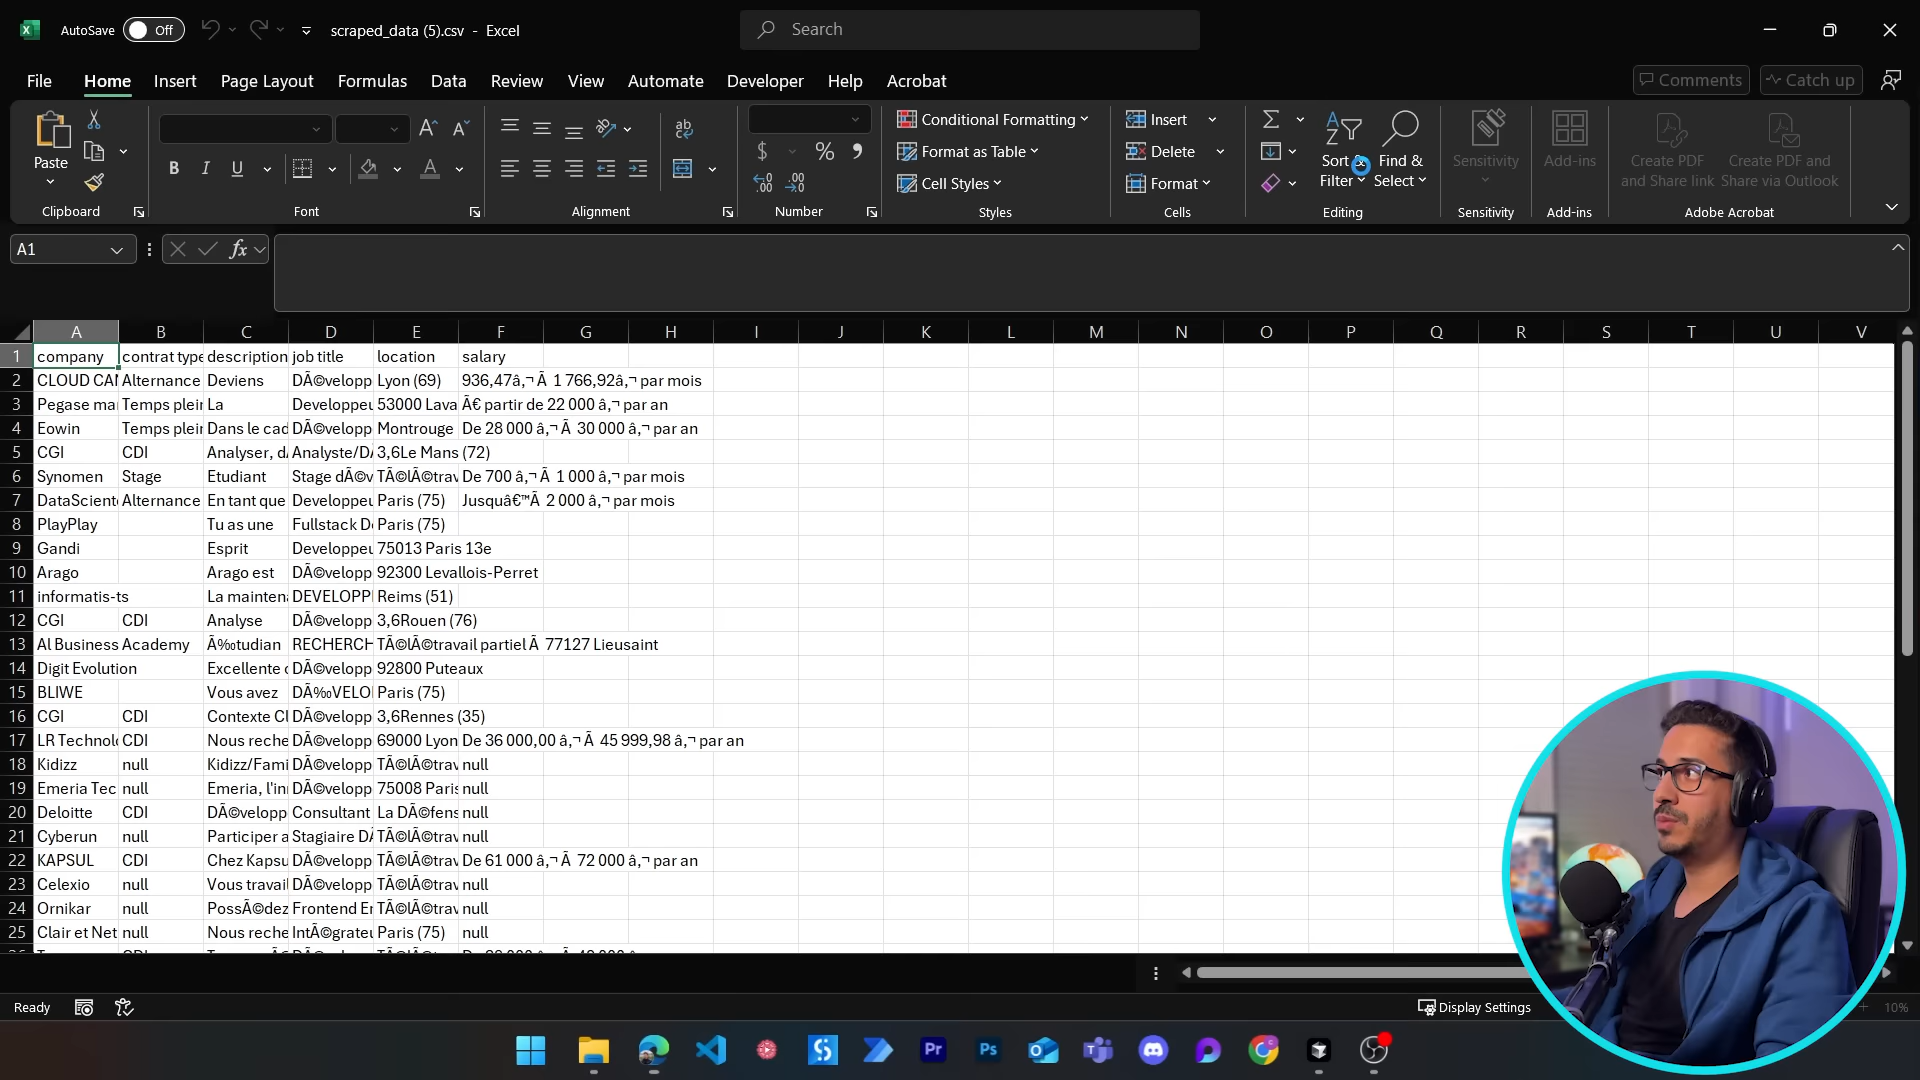 AutoSave Off scraped_data (5).csv - Excel Search
File Home Insert Page Layout Formulas Data Review View Automate Developer Help Acrobat Comments Catch up
Paste
Clipboard
B I U
Font
Alignment
$ % ,
Number
Conditional Formatting
Format as Table
Cell Styles
Styles
Insert
Delete
Format
Cells
Sort &
Filter
Find &
Select
Editing
Sensitivity
Sensitivity
Add-ins
Add-ins
Create PDF
and Share link
Create PDF and
Share via Outlook
Adobe Acrobat
A1 fx
A B C D E F G H I J K L M N O P Q R S T U V
1 company contrat type description job title location salary
2 CLOUD CAM Alternance Deviens DÃ©velopp Lyon (69) 936,47â‚¬ Ã 1 766,92â‚¬ par mois
3 Pegase mar Temps plein La Developpeu 53000 Lava Ã€ partir de 22 000 â‚¬ par an
4 Eowin Temps plein Dans le cad DÃ©velopp Montrouge De 28 000 â‚¬ Ã 30 000 â‚¬ par an
5 CGI CDI Analyser, dÃ Analyste/DÃ 3,6Le Mans (72)
6 Synomen Stage Etudiant Stage dÃ©v TÃ©lÃ©trav De 700 â‚¬ Ã 1 000 â‚¬ par mois
7 DataScient Alternance En tant que Developpeu Paris (75) Jusquâ€™Ã 2 000 â‚¬ par mois
8 PlayPlay Tu as une Fullstack De Paris (75)
9 Gandi Esprit Developpeu 75013 Paris 13e
10 Arago Arago est DÃ©velopp 92300 Levallois-Perret
11 informatis-ts La maintena DEVELOPPE Reims (51)
12 CGI CDI Analyse DÃ©velopp 3,6Rouen (76)
13 Al Business Academy Ã‰tudian RECHERCH TÃ©lÃ©travail partiel Ã 77127 Lieusaint
14 Digit Evolution Excellente c DÃ©velopp 92800 Puteaux
15 BLIWE Vous avez DÃ‰VELO Paris (75)
16 CGI CDI Contexte Cl DÃ©velopp 3,6Rennes (35)
17 LR Technolo CDI Nous reche DÃ©velopp 69000 Lyon De 36 000,00 â‚¬ Ã 45 999,98 â‚¬ par an
18 Kidizz null Kidizz/Fami DÃ©velopp TÃ©lÃ©trav null
19 Emeria Tec null Emeria, l'in DÃ©velopp 75008 Paris null
20 Deloitte CDI DÃ©velopp Consultant La DÃ©fens null
21 Cyberun null Participer a Stagiaire DÃ TÃ©lÃ©trav null
22 KAPSUL CDI Chez Kapsu DÃ©velopp TÃ©lÃ©trav De 61 000 â‚¬ Ã 72 000 â‚¬ par an
23 Celexio null Vous travail DÃ©velopp TÃ©lÃ©trav null
24 Ornikar null PossÃ©dez Frontend En TÃ©lÃ©trav null
25 Clair et Net null Nous reche IntÃ©grateu Paris (75) null
Ready Display Settings 10%